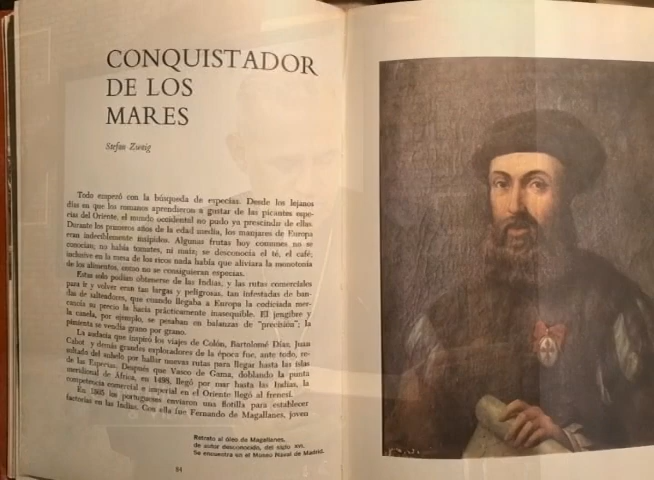 CONQUISTADOR
DE LOS
MARES
Stefan Zweig
Todo empezó con la búsqueda de especias. Desde los lejanos
días en que los romanos aprendieron a gustar de las picantes espe-
cias del Oriente, el mundo occidental no pudo ya prescindir de ellas.
Durante los primeros años de la edad media, los manjares de Europa
eran indeciblemente insípidos. Algunas frutas hoy comunes no se
conocían; no había tomates, ni maíz; se desconocía el té, el café;
inclusive en la mesa de los ricos nada había que aliviara la monotonía
de los alimentos, como no se consiguieran especias.
Estas sólo podían obtenerse de las Indias, y las rutas comerciales
para ir y volver eran tan largas y peligrosas, tan infestadas de ban-
das de salteadores, que cuando llegaba a Europa la codiciada mer-
cancía su precio la hacía prácticamente inasequible. El jengibre y
la canela, por ejemplo, se pesaban en balanzas de "precisión"; la
pimienta se vendía grano por grano.
La audacia que inspiró los viajes de Colón, Bartolomé Díaz, Juan
Cabot y demás grandes exploradores de la época fue, ante todo, re-
sultado del anhelo por hallar nuevas rutas para llegar hasta las islas
de las Especias. Después que Vasco de Gama, doblando la punta
meridional de África, en 1498, llegó por mar hasta las Indias, la
competencia comercial e imperial en el Oriente llegó al frenesí.
En 1505 los portugueses enviaron una flotilla para establecer
factorías en las Indias. Con ella fue Fernando de Magallanes, joven
Retrato al óleo de Magallanes,
de autor desconocido, del siglo XVI.
Se encuentra en el Museo Naval de Madrid.
84